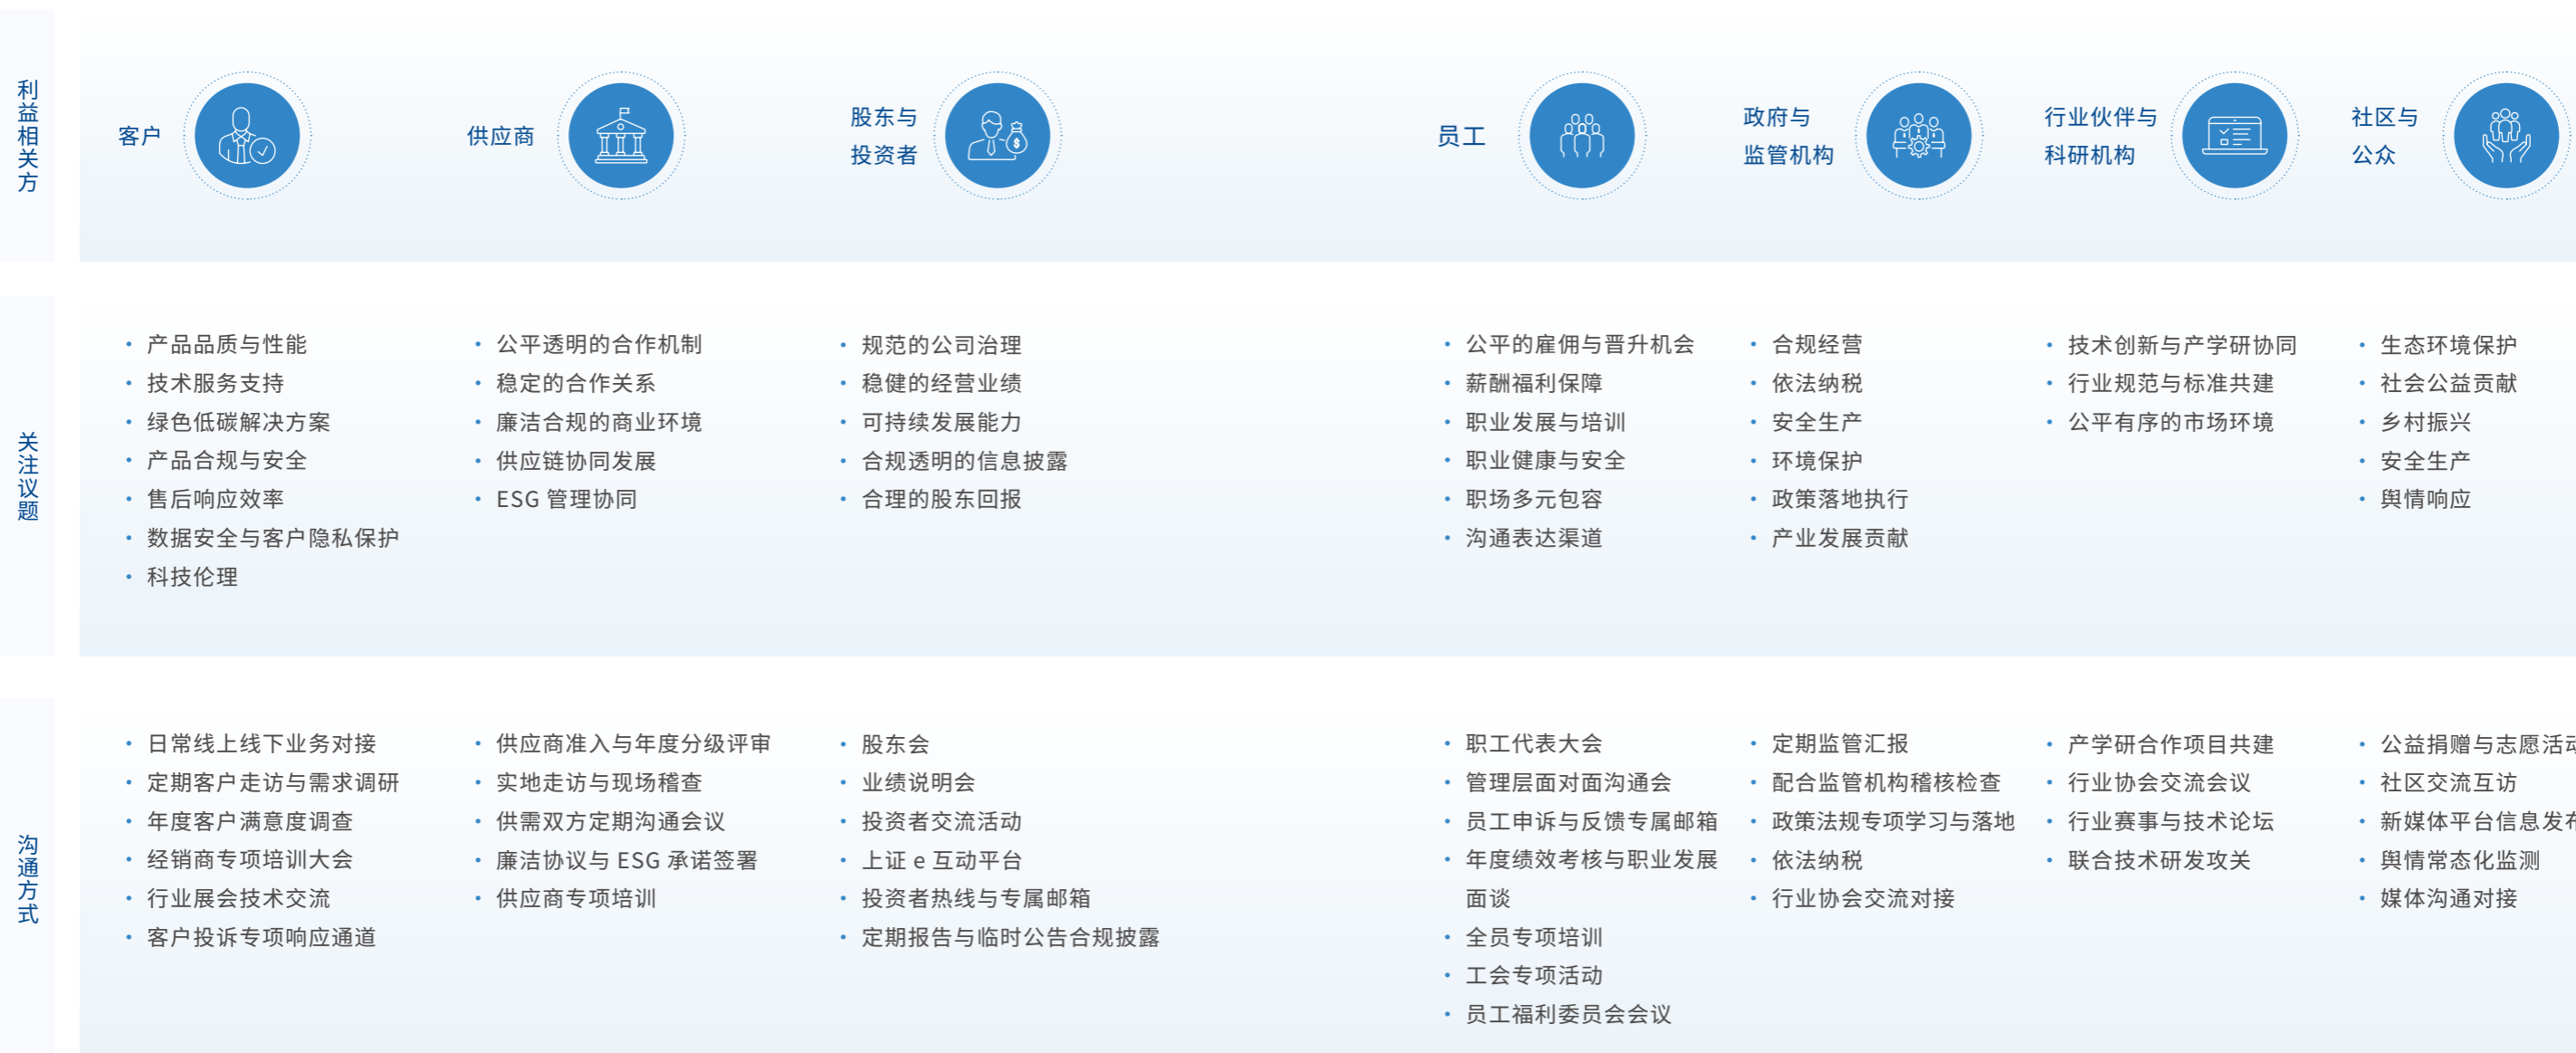 利益相关方
客户
供应商
股东与
投资者
员工
政府与
监管机构
行业伙伴与
科研机构
社区与
公众
关注议题
• 产品品质与性能
• 技术服务支持
• 绿色低碳解决方案
• 产品合规与安全
• 售后响应效率
• 数据安全与客户隐私保护
• 科技伦理
• 公平透明的合作机制
• 稳定的合作关系
• 廉洁合规的商业环境
• 供应链协同发展
• ESG 管理协同
• 规范的公司治理
• 稳健的经营业绩
• 可持续发展能力
• 合规透明的信息披露
• 合理的股东回报
• 公平的雇佣与晋升机会
• 薪酬福利保障
• 职业发展与培训
• 职业健康与安全
• 职场多元包容
• 沟通表达渠道
• 合规经营
• 依法纳税
• 安全生产
• 环境保护
• 政策落地执行
• 产业发展贡献
• 技术创新与产学研协同
• 行业规范与标准共建
• 公平有序的市场环境
• 生态环境保护
• 社会公益贡献
• 乡村振兴
• 安全生产
• 舆情响应
沟通方式
• 日常线上线下业务对接
• 定期客户走访与需求调研
• 年度客户满意度调查
• 经销商专项培训大会
• 行业展会技术交流
• 客户投诉专项响应通道
• 供应商准入与年度分级评审
• 实地走访与现场稽查
• 供需双方定期沟通会议
• 廉洁协议与 ESG 承诺签署
• 供应商专项培训
• 股东会
• 业绩说明会
• 投资者交流活动
• 上证 e 互动平台
• 投资者热线与专属邮箱
• 定期报告与临时公告合规披露
• 职工代表大会
• 管理层面对面沟通会
• 员工申诉与反馈专属邮箱
• 年度绩效考核与职业发展
面谈
• 全员专项培训
• 工会专项活动
• 员工福利委员会会议
• 定期监管汇报
• 配合监管机构稽核检查
• 政策法规专项学习与落地
• 依法纳税
• 行业协会交流对接
• 产学研合作项目共建
• 行业协会交流会议
• 行业赛事与技术论坛
• 联合技术研发攻关
• 公益捐赠与志愿活动
• 社区交流互访
• 新媒体平台信息发布
• 舆情常态化监测
• 媒体沟通对接